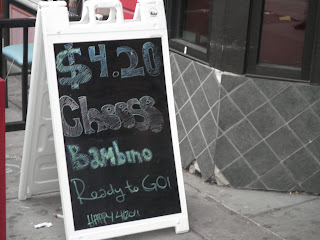 $4.20
Cheese
Bambino
Ready to GO!
HAPPY 4/20!